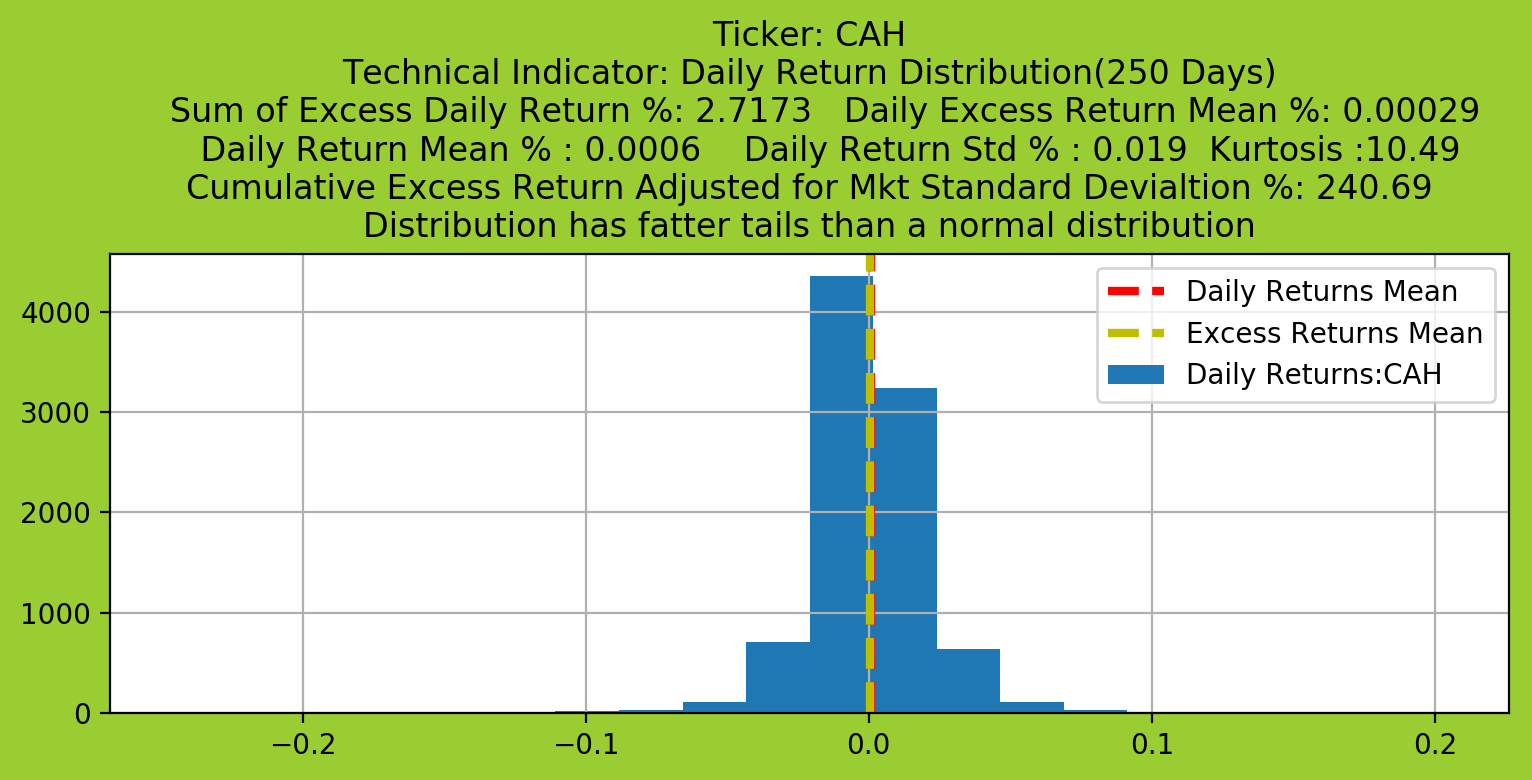 Ticker: CAH
Technical Indicator: Daily Return Distribution(250 Days)
Sum of Excess Daily Return %: 2.7173   Daily Excess Return Mean %: 0.00029
Daily Return Mean % : 0.0006    Daily Return Std % : 0.019  Kurtosis :10.49
Cumulative Excess Return Adjusted for Mkt Standard Devialtion %: 240.69
Distribution has fatter tails than a normal distribution
Daily Returns Mean
Excess Returns Mean
Daily Returns:CAH
4000
3000
2000
1000
0
−0.2 −0.1 0.0 0.1 0.2